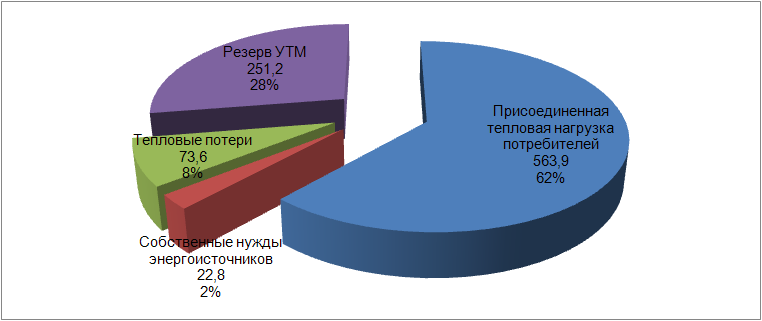 Резерв УТМ
251,2
28%
Присоединенная
тепловая нагрузка
потребителей
563,9
62%
Тепловые потери
73,6
8%
Собственные нужды
энергоисточников
22,8
2%